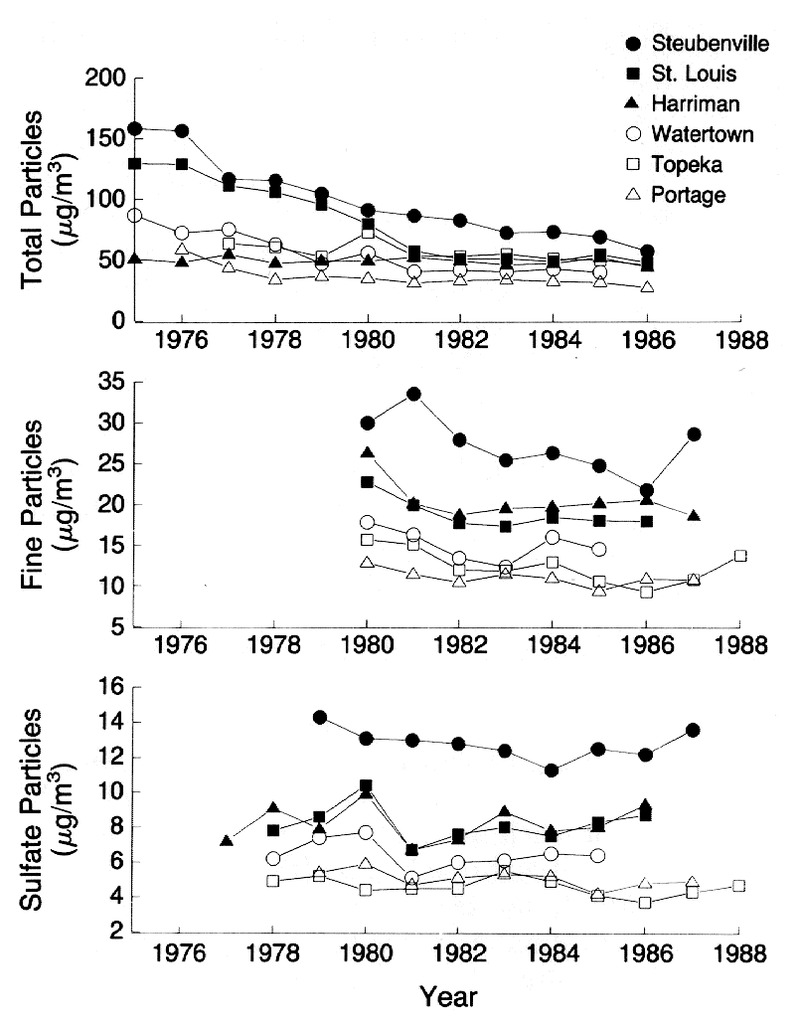 Steubenville
St. Louis
Harriman
Watertown
Topeka
Portage
Total Particles
(μg/m³)
200
150
100
50
0
1976 1978 1980 1982 1984 1986 1988
Fine Particles
(μg/m³)
35
30
25
20
15
10
5
1976 1978 1980 1982 1984 1986 1988
Sulfate Particles
(μg/m³)
16
14
12
10
8
6
4
2
1976 1978 1980 1982 1984 1986 1988
Year